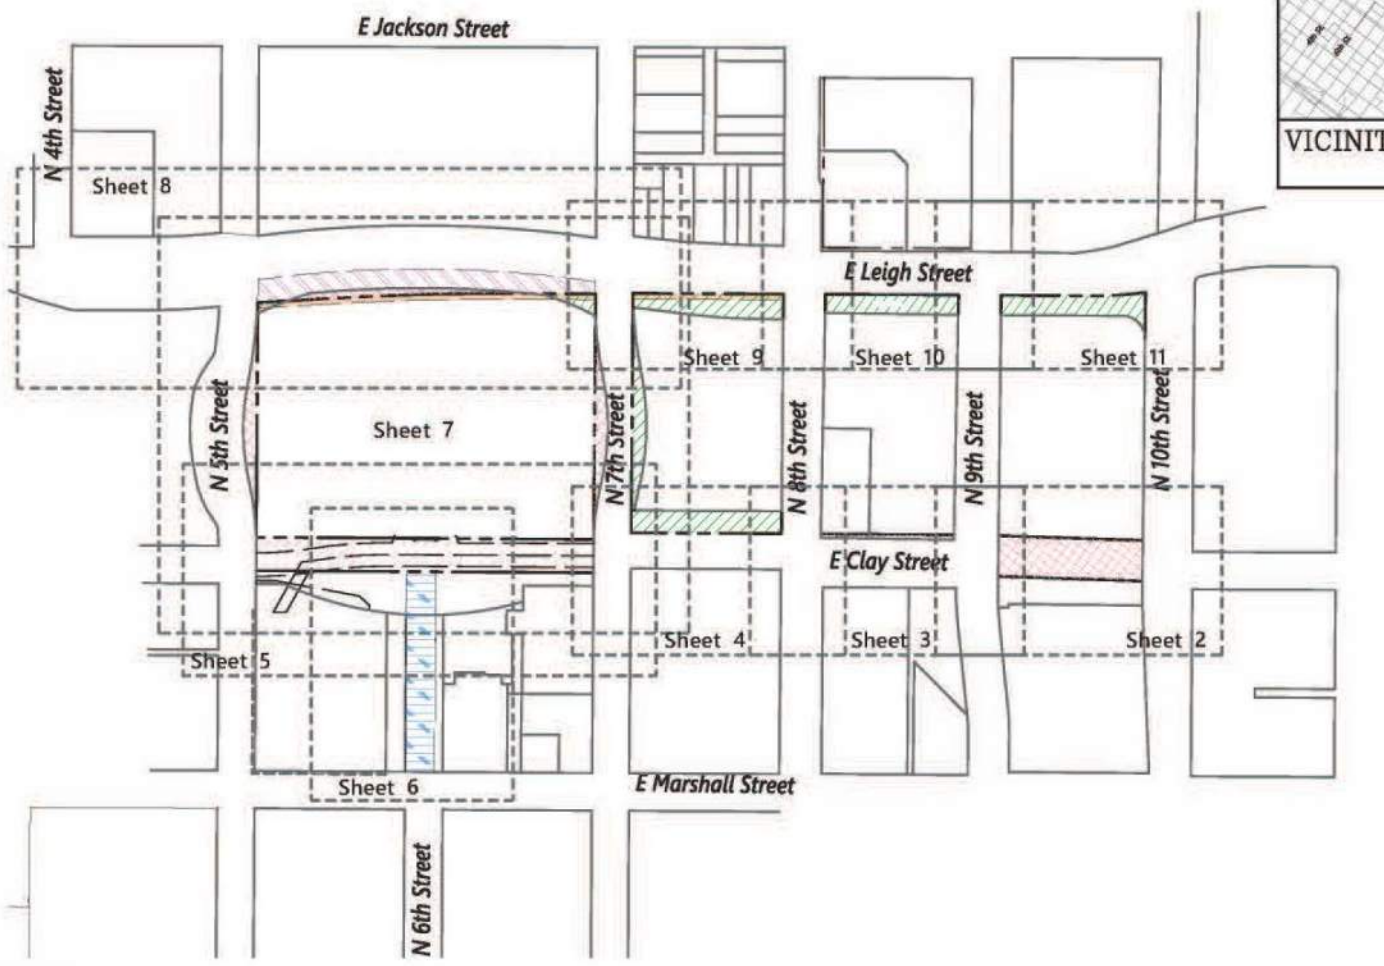 E Jackson Street
4th St
VICINIT
N 4th Street
Sheet 8
E Leigh Street
Sheet 9
Sheet 10
Sheet 11
N 5th Street
Sheet 7
N 7th Street
N 8th Street
N 9th Street
N 10th Street
E Clay Street
Sheet 5
Sheet 4
Sheet 3
Sheet 2
Sheet 6
E Marshall Street
N 6th Street